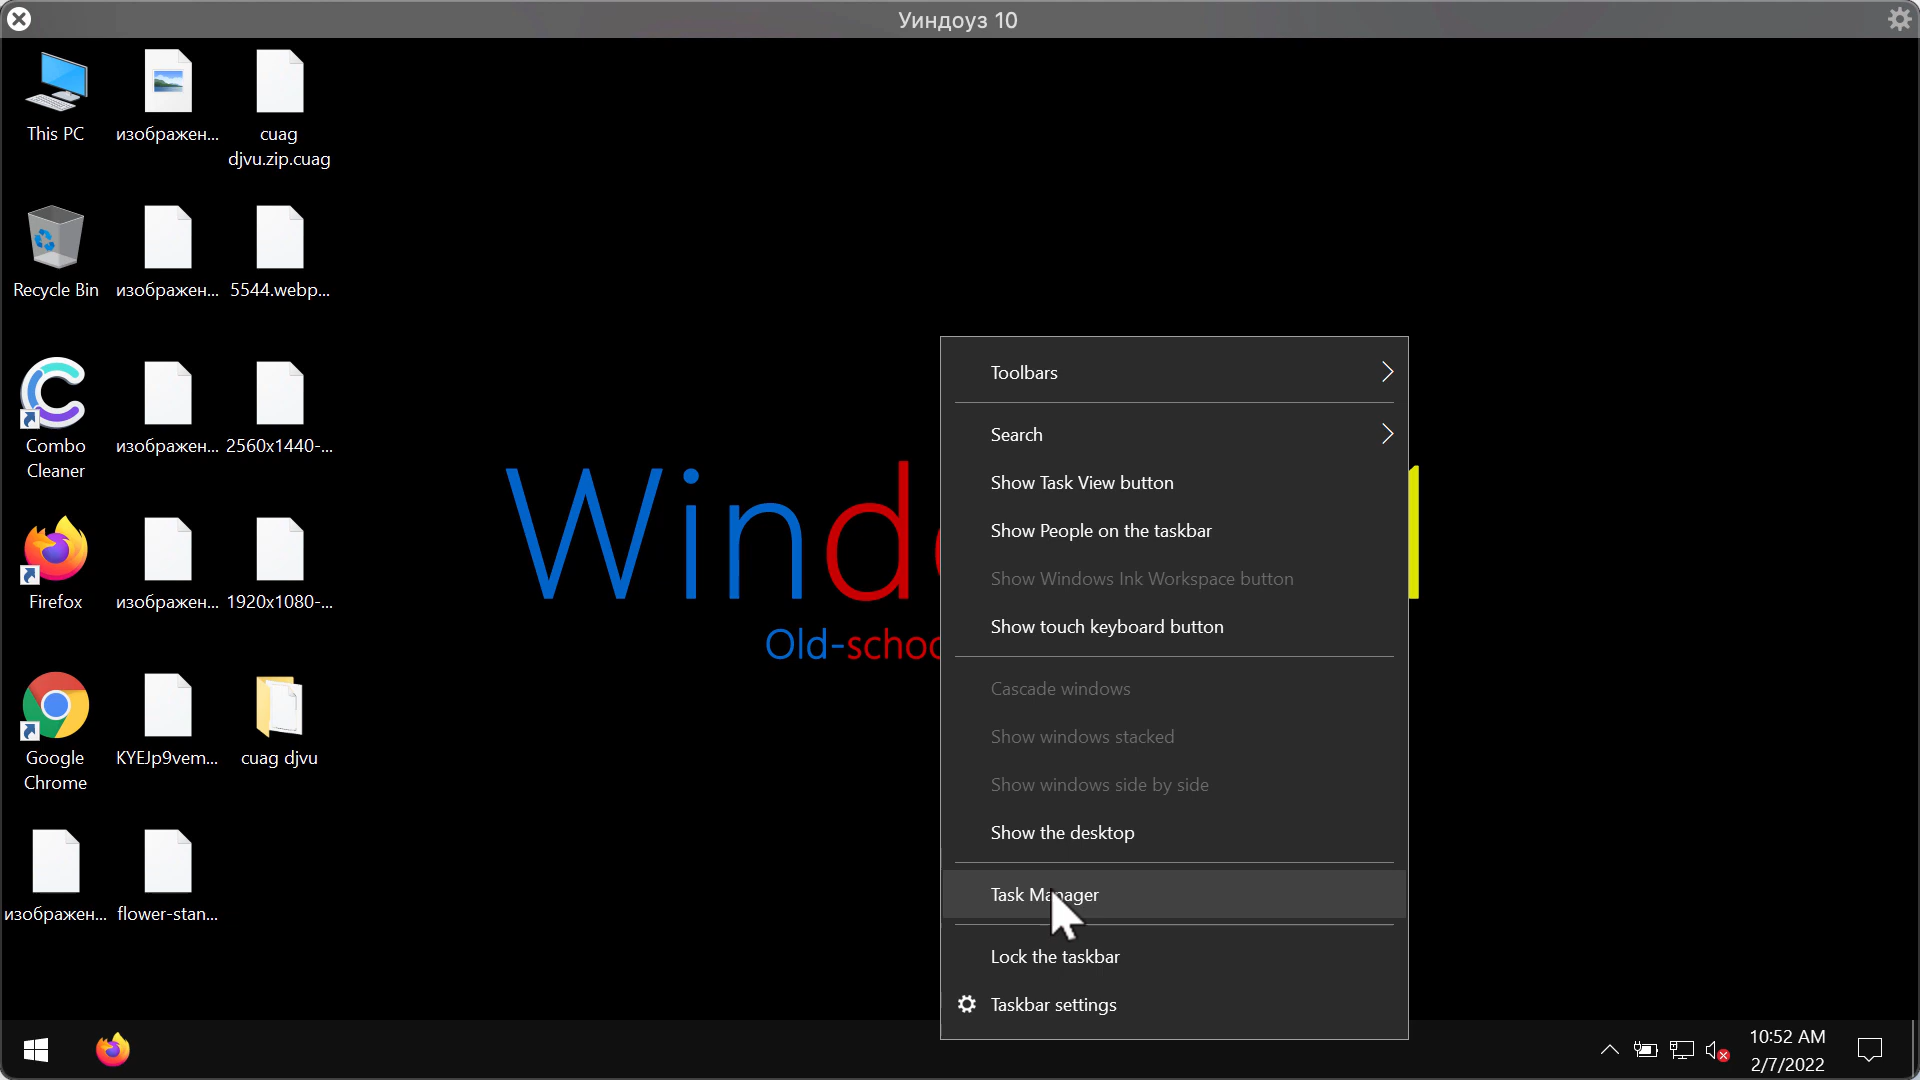 Уиндоуз 10
This PC
изображен...
cuag
djvu.zip.cuag
Recycle Bin
изображен...
5544.webp...
Combo
Cleaner
изображен...
2560x1440-...
Firefox
изображен...
1920x1080-...
Google
Chrome
KYEJp9vem...
cuag djvu
изображен...
flower-stan...
Wind
Old-schoo
Toolbars
Search
Show Task View button
Show People on the taskbar
Show Windows Ink Workspace button
Show touch keyboard button
Cascade windows
Show windows stacked
Show windows side by side
Show the desktop
Task Manager
Lock the taskbar
Taskbar settings
10:52 AM
2/7/2022